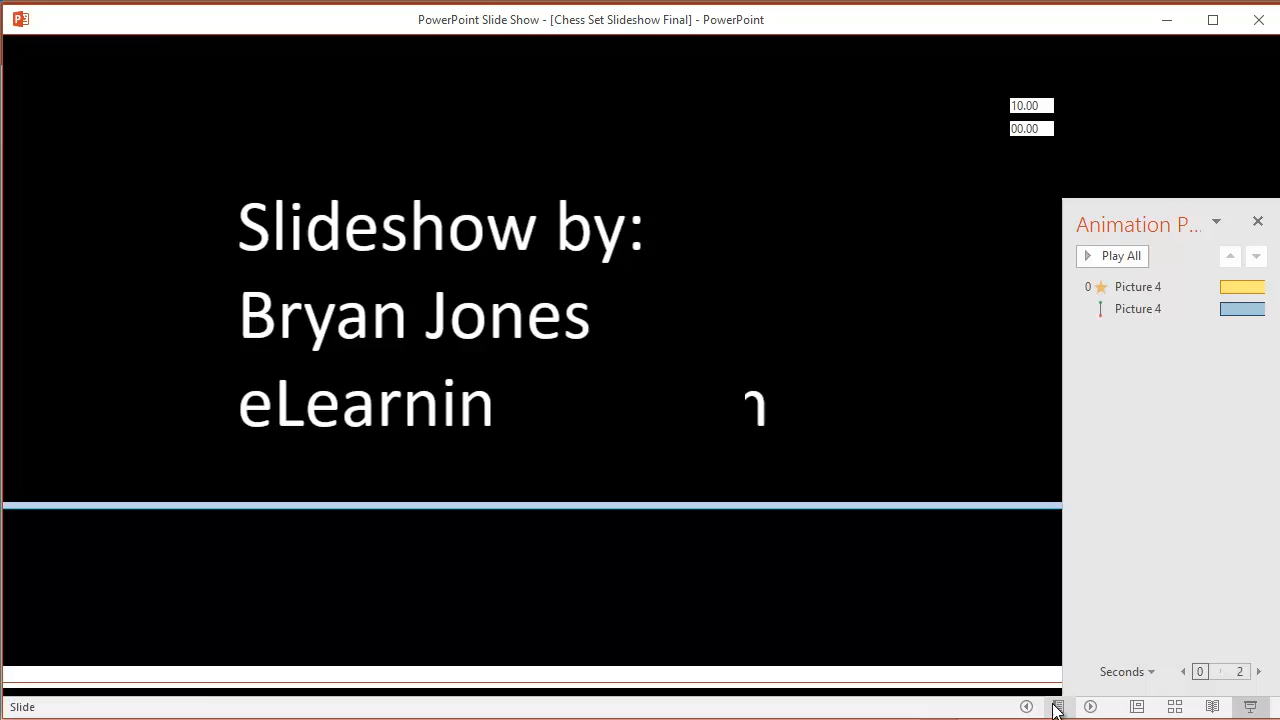 PowerPoint Slide Show - [Chess Set Slideshow Final] - PowerPoint
10.00
00.00
Slideshow by:
Bryan Jones
eLearnin
Animation P...
Play All
0 Picture 4
Picture 4
Seconds 0 2
Slide